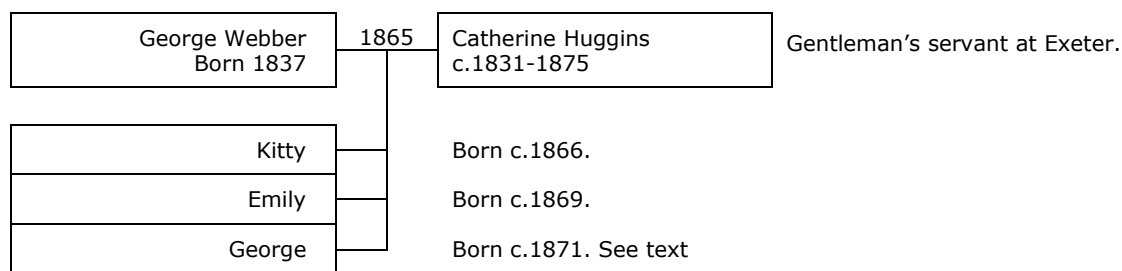 George Webber
Born 1837
1865
Catherine Huggins
c.1831-1875
Gentleman’s servant at Exeter.
Kitty
Born c.1866.
Emily
Born c.1869.
George
Born c.1871. See text